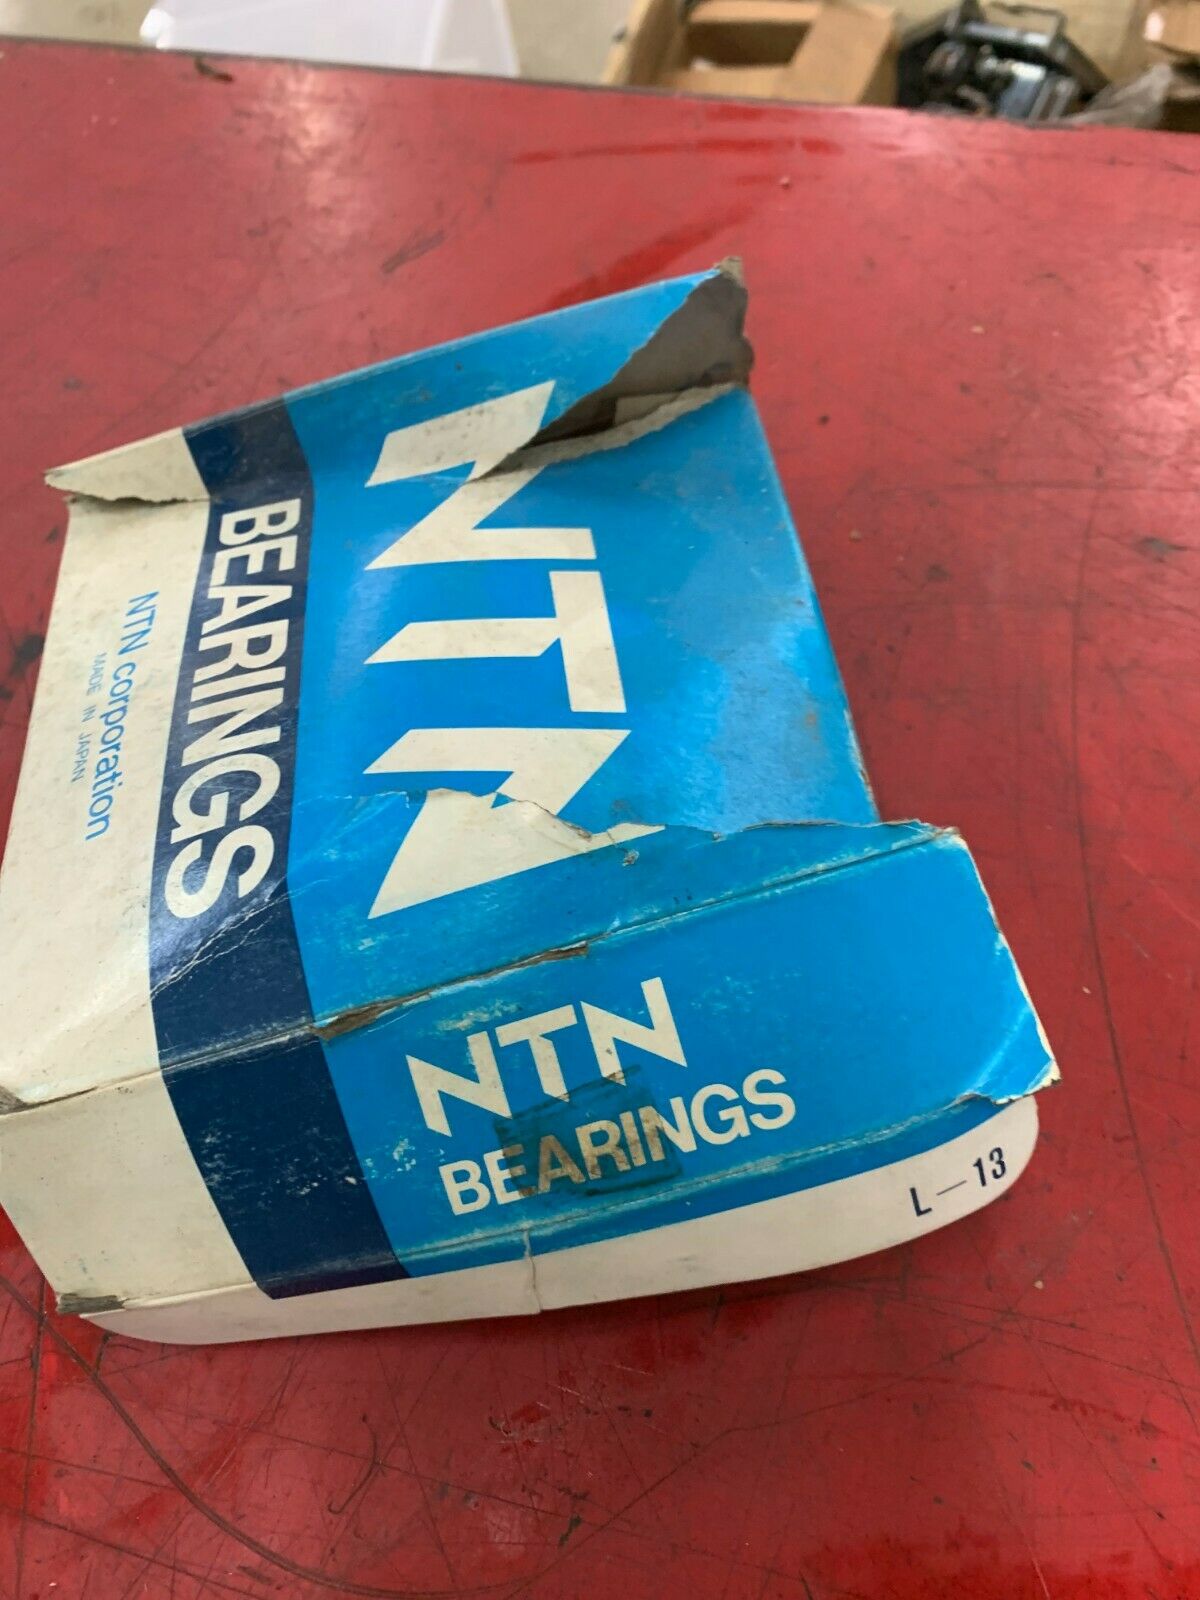 NTN
BEARINGS
NTN corporation
MADE IN JAPAN
NTN
BEARINGS
L—13